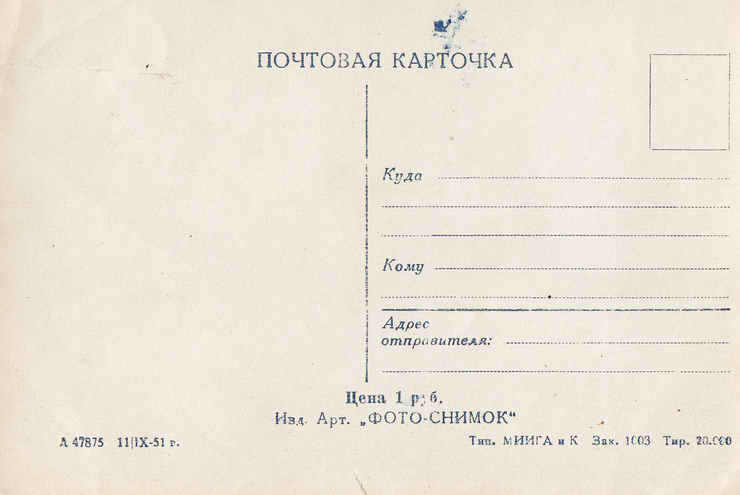 ПОЧТОВАЯ КАРТОЧКА
Куда
Кому
Адрес
отправителя:
Цена 1 руб.
Изд. Арт. „ФОТО-СНИМОК“
А 47875 11|IX-51 г.
Тип. МИИГА и К Зак. 1603 Тир. 20.000